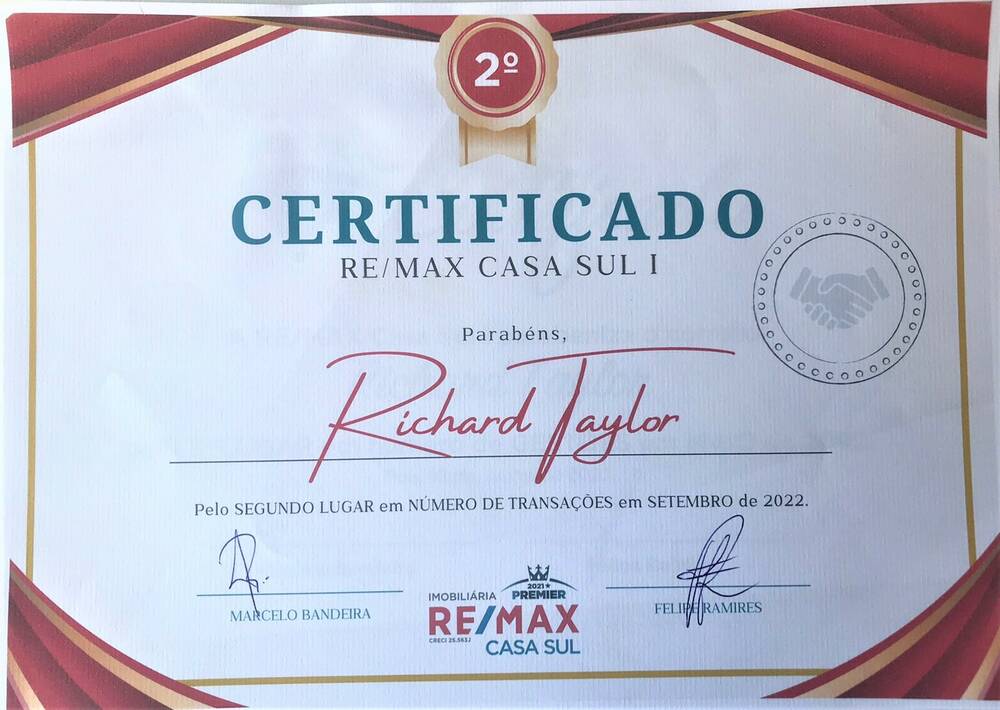 2º
CERTIFICADO
RE/MAX CASA SUL I
Parabéns,
Richard Taylor
Pelo SEGUNDO LUGAR em NÚMERO DE TRANSAÇÕES em SETEMBRO de 2022.
MARCELO BANDEIRA
FELIPE RAMIRES
2021
IMOBILIÁRIA PREMIER
RE/MAX
CRECI 25.563J
CASA SUL